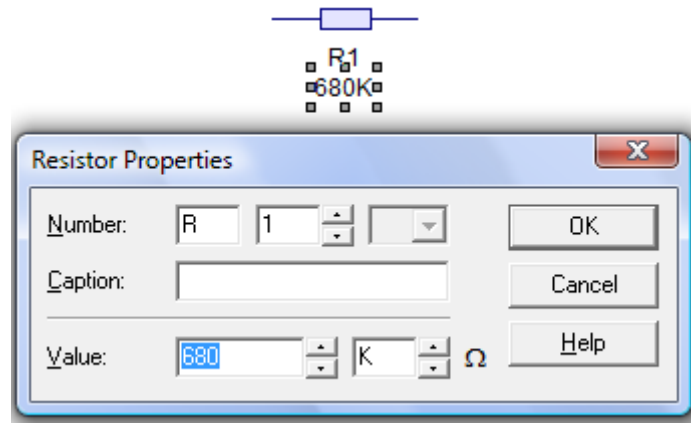 R1
680K
Resistor Properties
Number: R 1
OK
Caption:
Cancel
Value: 680 K Ω
Help